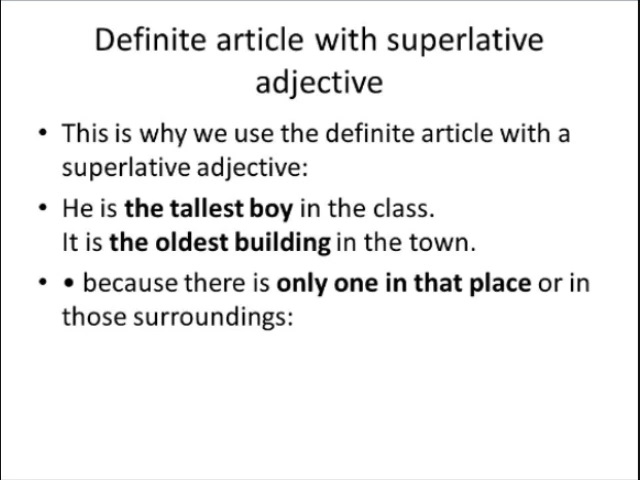 Definite article with superlative
adjective
• This is why we use the definite article with a
superlative adjective:
• He is the tallest boy in the class.
It is the oldest building in the town.
• • because there is only one in that place or in
those surroundings: